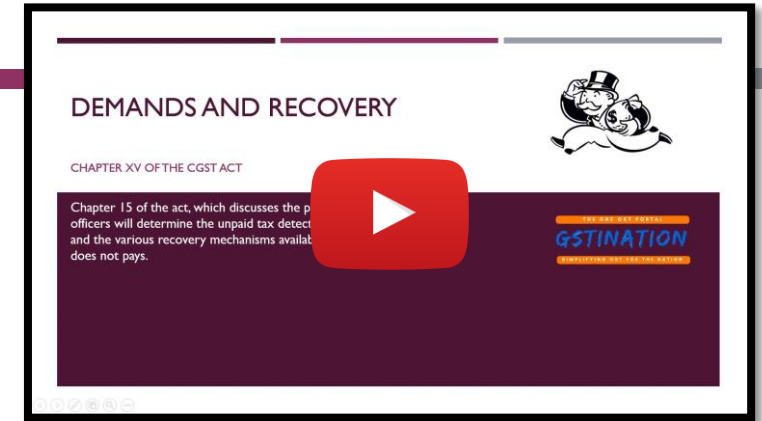 DEMANDS AND RECOVERY
CHAPTER XV OF THE CGST ACT
Chapter 15 of the act, which discusses the p
officers will determine the unpaid tax detect
and the various recovery mechanisms availab
does not pays.
$
THE ONE GST PORTAL
GSTINATION
SIMPLIFYING GST FOR THE NATION